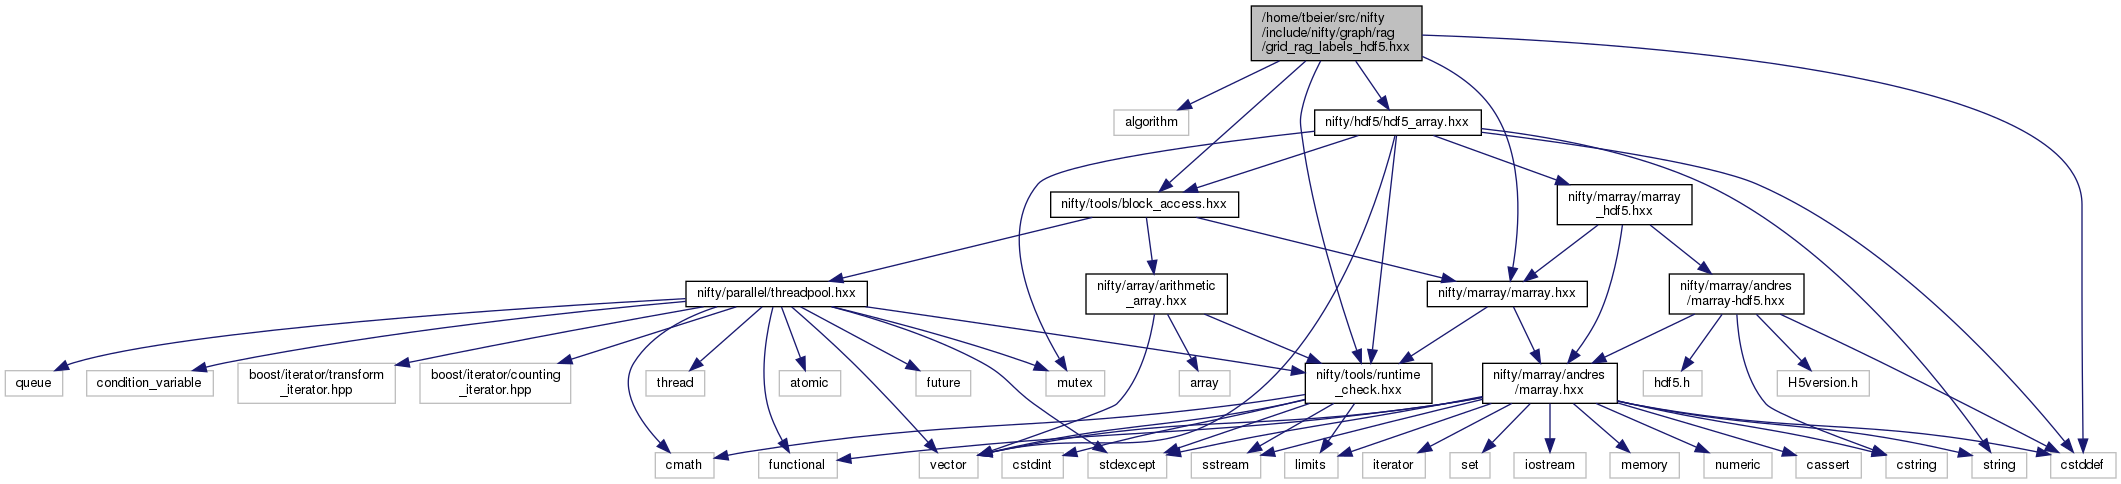 /home/tbeier/src/nifty
/include/nifty/graph/rag
/grid_rag_labels_hdf5.hxx
algorithm
nifty/hdf5/hdf5_array.hxx
nifty/tools/block_access.hxx
nifty/marray/marray
_hdf5.hxx
nifty/parallel/threadpool.hxx
nifty/array/arithmetic
_array.hxx
nifty/marray/marray.hxx
nifty/marray/andres
/marray-hdf5.hxx
queue
condition_variable
boost/iterator/transform
_iterator.hpp
boost/iterator/counting
_iterator.hpp
thread
atomic
future
mutex
array
nifty/tools/runtime
_check.hxx
nifty/marray/andres
/marray.hxx
hdf5.h
H5version.h
cmath
functional
vector
cstdint
stdexcept
sstream
limits
iterator
set
iostream
memory
numeric
cassert
cstring
string
cstddef